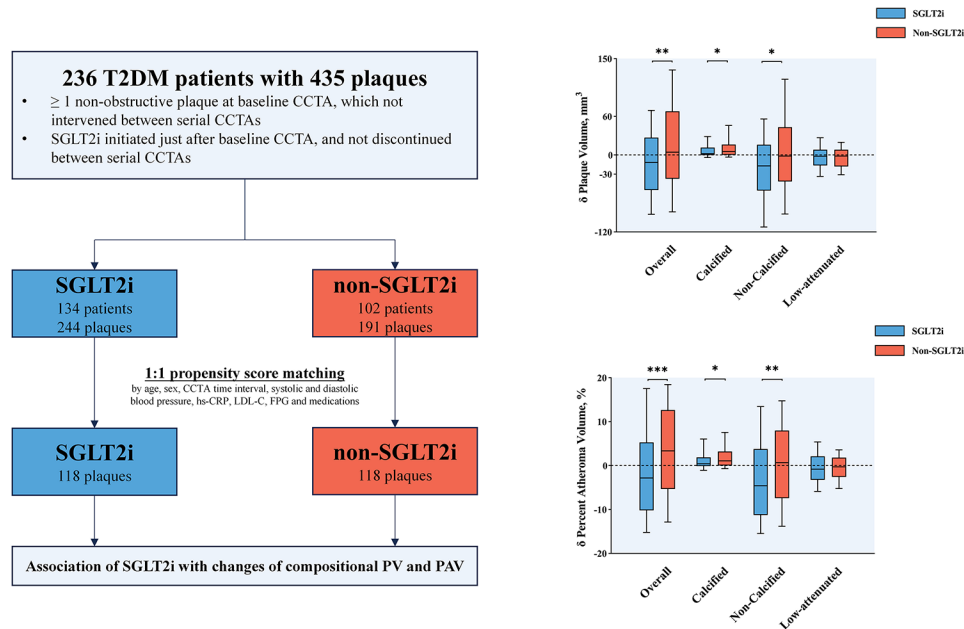 236 T2DM patients with 435 plaques
• ≥ 1 non-obstructive plaque at baseline CCTA, which not
intervened between serial CCTAs
• SGLT2i initiated just after baseline CCTA, and not discontinued
between serial CCTAs
SGLT2i
134 patients
244 plaques
non-SGLT2i
102 patients
191 plaques
1:1 propensity score matching
by age, sex, CCTA time interval, systolic and diastolic
blood pressure, hs-CRP, LDL-C, FPG and medications
SGLT2i
118 plaques
non-SGLT2i
118 plaques
Association of SGLT2i with changes of compositional PV and PAV
SGLT2i
Non-SGLT2i
δ Plaque Volume, mm³
150
60
0
-30
-120
**
*
*
Overall
Calcified
Non-Calcified
Low-attenuated
SGLT2i
Non-SGLT2i
δ Percent Atheroma Volume, %
20
10
0
-10
-20
***
*
**
Overall
Calcified
Non-Calcified
Low-attenuated